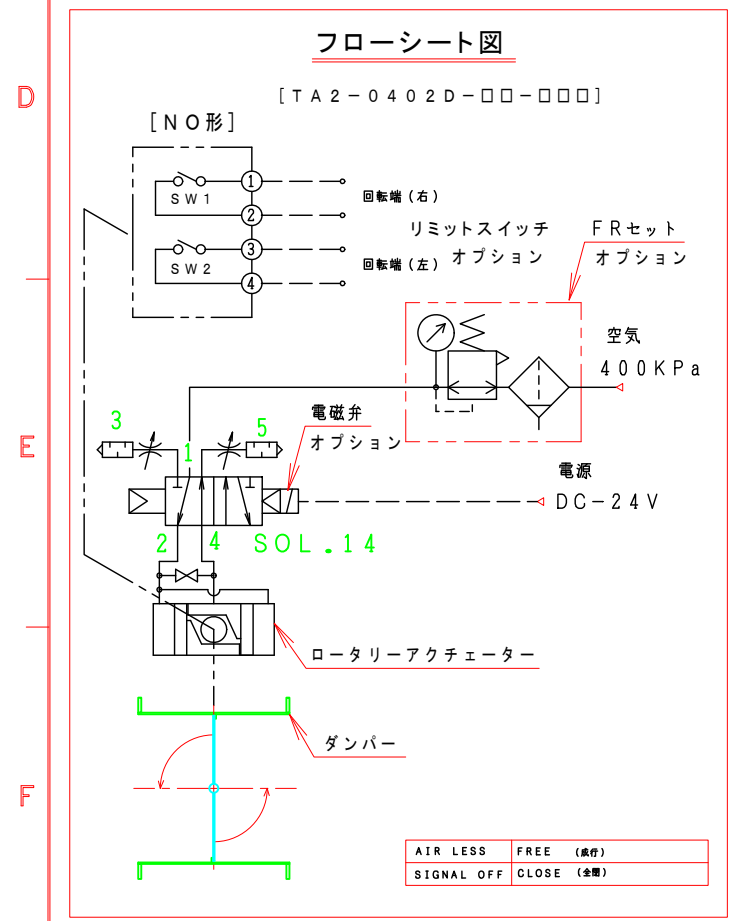 フローシート図
[TA2-0402D-□□-□□□]
[NO形]
SW1
SW2
1
2
3
4
回転端(右)
回転端(左)
リミットスイッチ
オプション
FRセット
オプション
空気
400KPa
電磁弁
オプション
3
1
5
電源
DC-24V
2
4
SOL.14
ロータリーアクチェーター
ダンパー
AIR LESS FREE (成行)
SIGNAL OFF CLOSE (全閉)
D
E
F